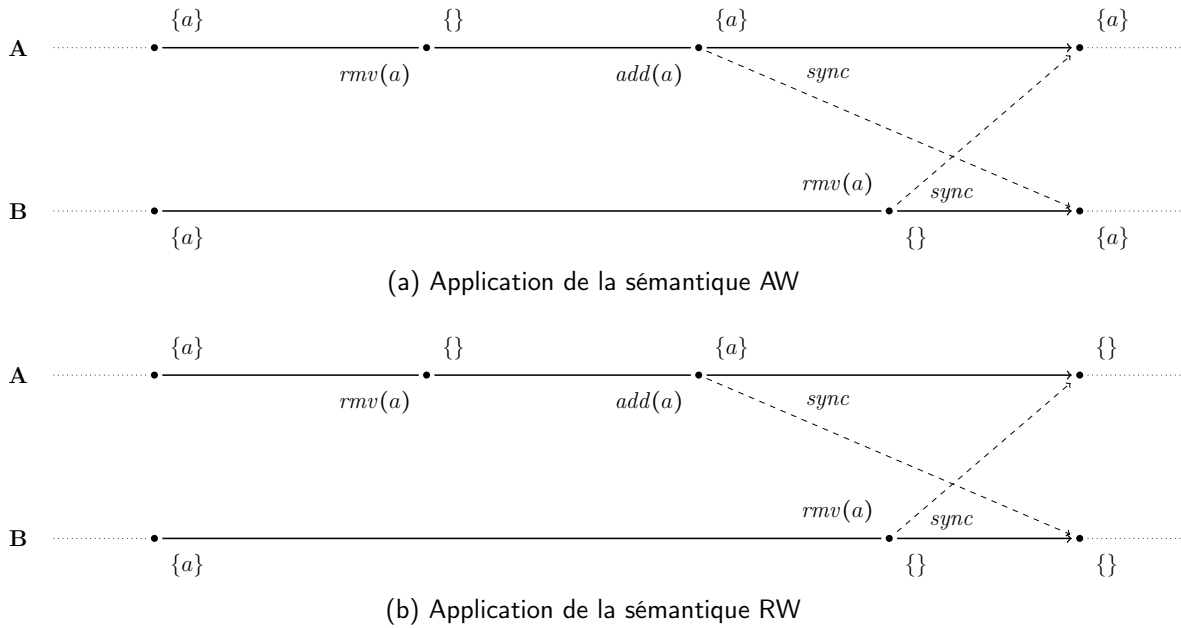 {a} {} {a} {a}
A
rmv(a) add(a) sync
rmv(a)
sync
B
{a} {} {a}
(a) Application de la sémantique AW
{a} {} {a} {}
A
rmv(a) add(a) sync
rmv(a)
sync
B
{a} {} {}
(b) Application de la sémantique RW